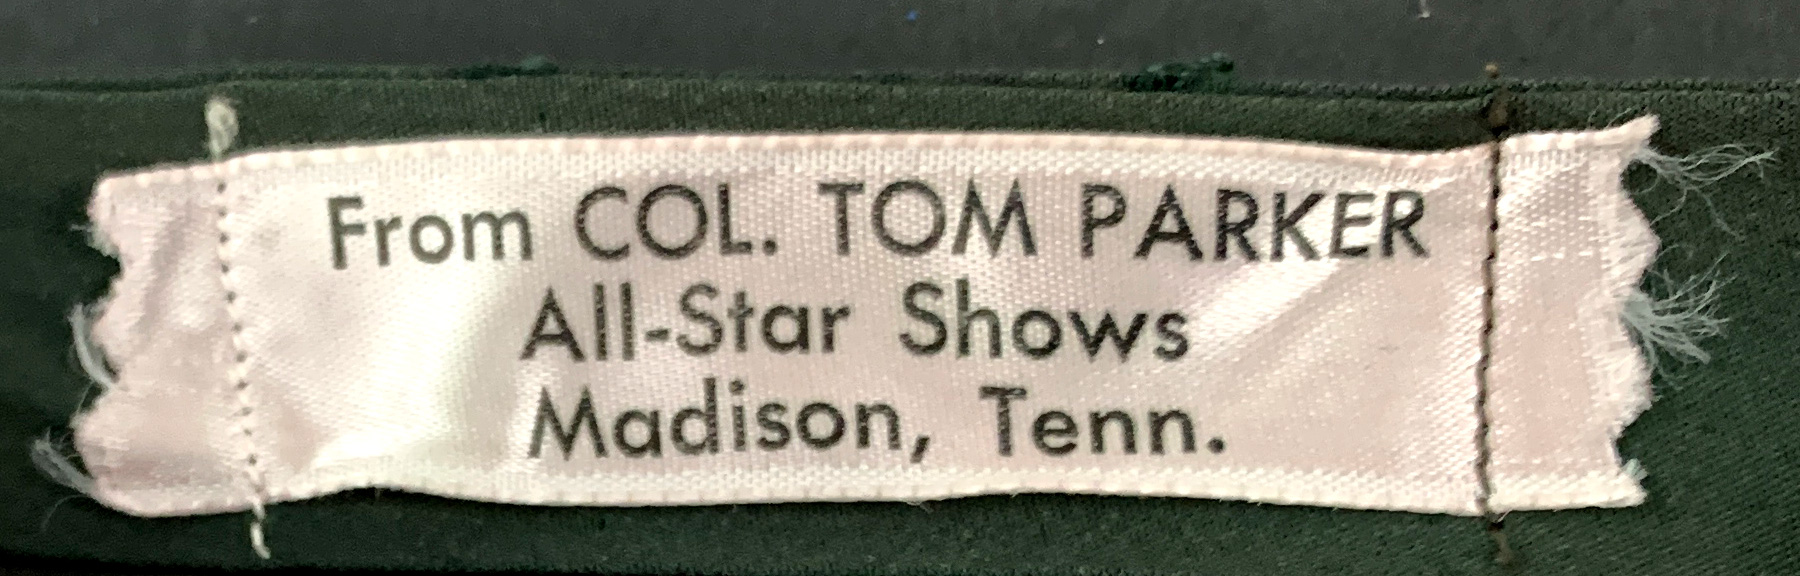 From COL. TOM PARKER
All-Star Shows
Madison, Tenn.